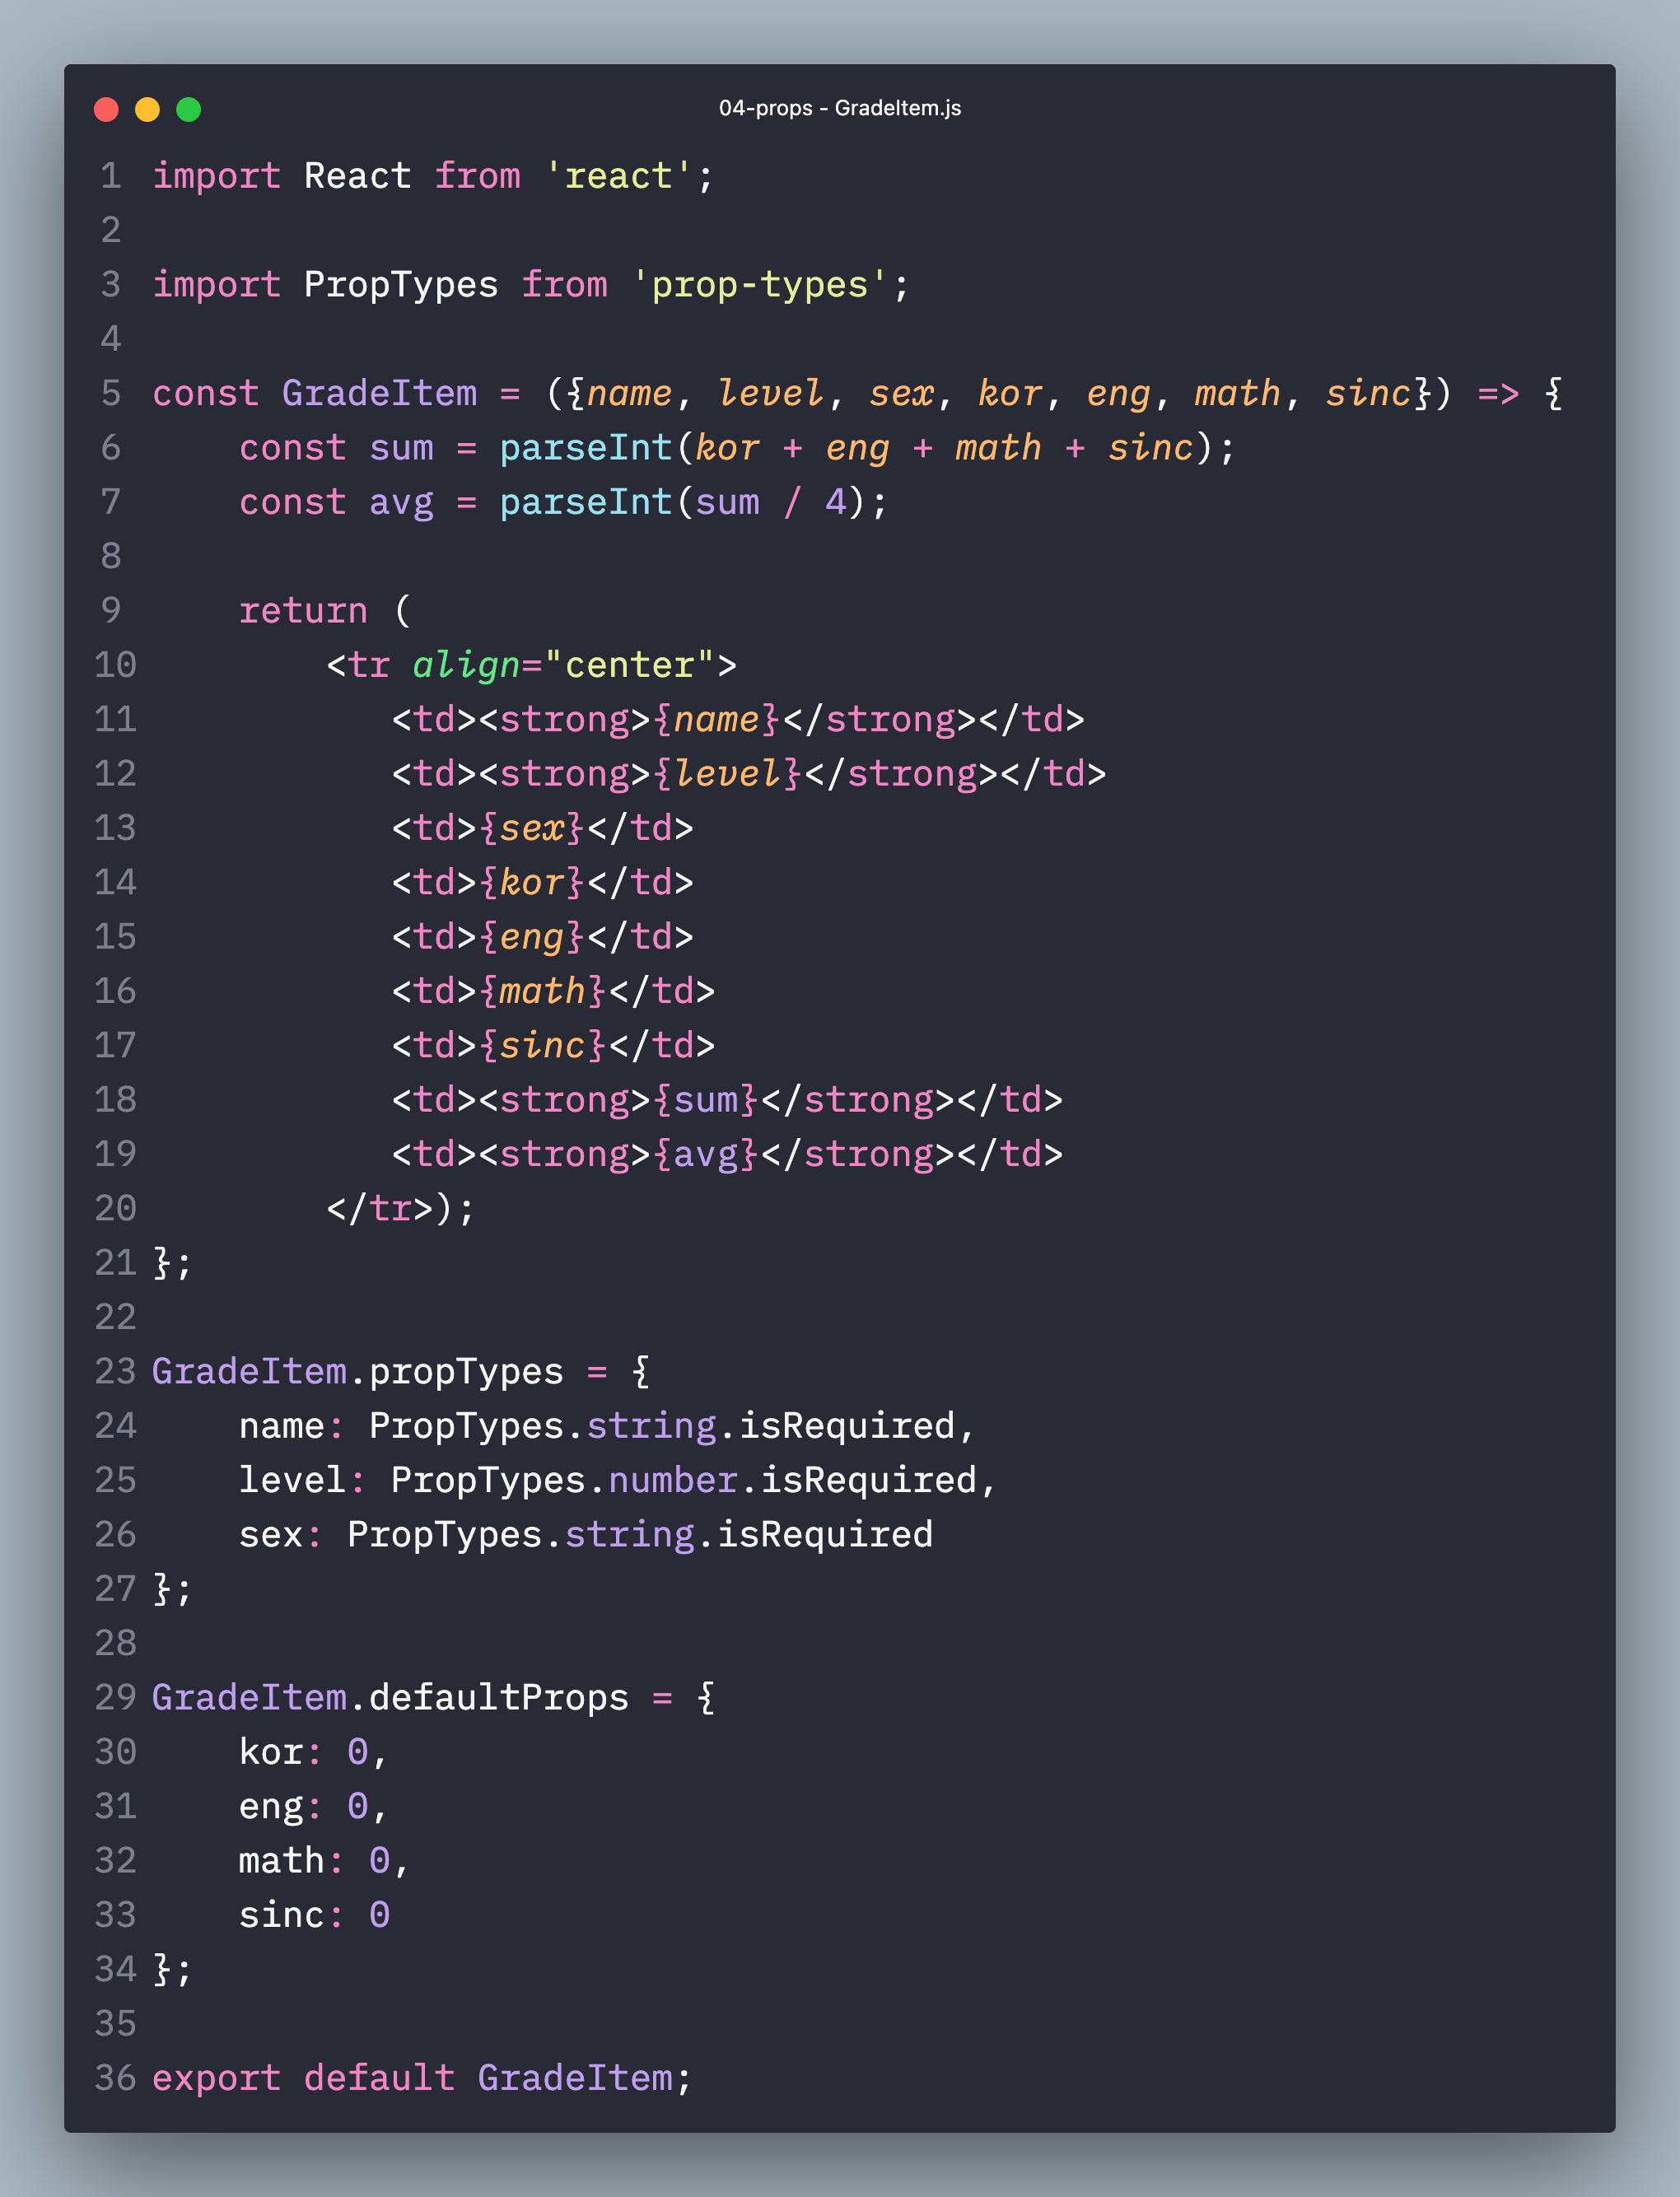 04-props - GradeItem.js
1 import React from 'react';
2
3 import PropTypes from 'prop-types';
4
5 const GradeItem = ({name, level, sex, kor, eng, math, sinc}) => {
6     const sum = parseInt(kor + eng + math + sinc);
7     const avg = parseInt(sum / 4);
8
9     return (
10         <tr align="center">
11            <td><strong>{name}</strong></td>
12            <td><strong>{level}</strong></td>
13            <td>{sex}</td>
14            <td>{kor}</td>
15            <td>{eng}</td>
16            <td>{math}</td>
17            <td>{sinc}</td>
18            <td><strong>{sum}</strong></td>
19            <td><strong>{avg}</strong></td>
20         </tr>);
21 };
22
23 GradeItem.propTypes = {
24     name: PropTypes.string.isRequired,
25     level: PropTypes.number.isRequired,
26     sex: PropTypes.string.isRequired
27 };
28
29 GradeItem.defaultProps = {
30     kor: 0,
31     eng: 0,
32     math: 0,
33     sinc: 0
34 };
35
36 export default GradeItem;